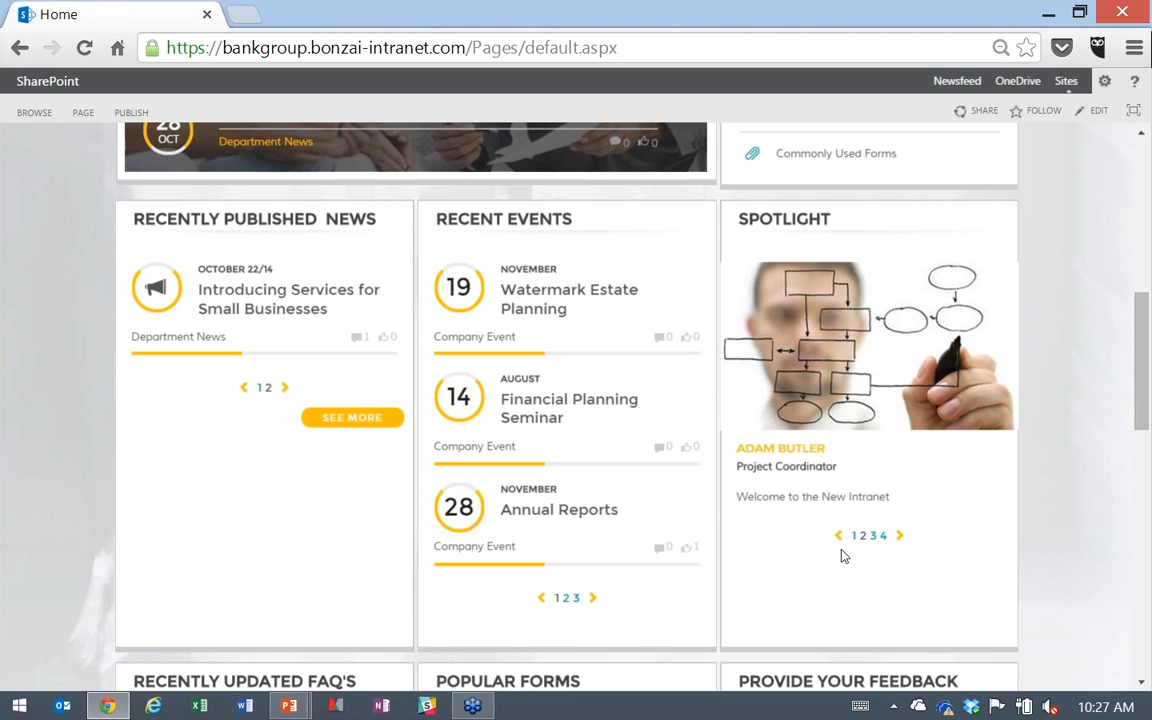 Home
https://bankgroup.bonzai-intranet.com/Pages/default.aspx
SharePoint
Newsfeed OneDrive Sites ?
BROWSE PAGE PUBLISH
SHARE FOLLOW EDIT
28
OCT
Department News
0 0
Commonly Used Forms
RECENTLY PUBLISHED NEWS
OCTOBER 22/14
Introducing Services for
Small Businesses
Department News 1 0
1 2
SEE MORE
RECENT EVENTS
19
NOVEMBER
Watermark Estate
Planning
Company Event 0 0
14
AUGUST
Financial Planning
Seminar
Company Event 0 0
28
NOVEMBER
Annual Reports
Company Event 0 1
1 2 3
SPOTLIGHT
ADAM BUTLER
Project Coordinator
Welcome to the New Intranet
1 2 3 4
RECENTLY UPDATED FAQ'S
POPULAR FORMS
PROVIDE YOUR FEEDBACK
10:27 AM